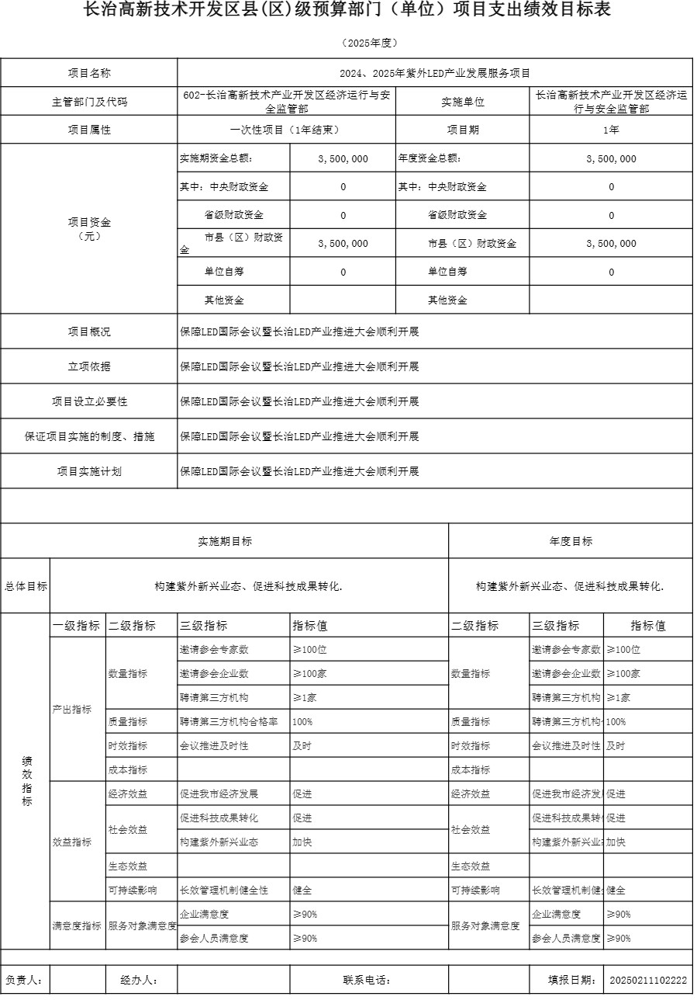 长治高新技术开发区县(区)级预算部门（单位）项目支出绩效目标表
（2025年度）
项目名称 2024、2025年紫外LED产业发展服务项目
主管部门及代码 602-长治高新技术产业开发区经济运行与安 实施单位 长治高新技术产业开发区经济运
全监管部 行与安全监管部
项目属性 一次性项目（1年结束） 项目期 1年
实施期资金总额: 3,500,000 年度资金总额: 3,500,000
其中: 中央财政资金 0 其中: 中央财政资金 0
项目资金
（元）
省级财政资金 0 省级财政资金 0
市县（区）财政资 3,500,000 市县（区）财政资金 3,500,000
金
单位自筹 0 单位自筹 0
其他资金 其他资金
项目概况 保障LED国际会议暨长治LED产业推进大会顺利开展
立项依据 保障LED国际会议暨长治LED产业推进大会顺利开展
项目设立必要性 保障LED国际会议暨长治LED产业推进大会顺利开展
保证项目实施的制度、措施 保障LED国际会议暨长治LED产业推进大会顺利开展
项目实施计划 保障LED国际会议暨长治LED产业推进大会顺利开展
实施期目标 年度目标
总体目标 构建紫外新兴业态、促进科技成果转化. 构建紫外新兴业态、促进科技成果转化.
绩
效
指
标
一级指标 二级指标 三级指标 指标值 二级指标 三级指标 指标值
产出指标 数量指标 邀请参会专家数 ≥100位 数量指标 邀请参会专家数 ≥100位
邀请参会企业数 ≥100家 邀请参会企业数 ≥100家
聘请第三方机构 ≥1家 聘请第三方机构 ≥1家
质量指标 聘请第三方机构合格率 100% 质量指标 聘请第三方机构 100%
时效指标 会议推进及时性 及时 时效指标 会议推进及时性 及时
成本指标 成本指标
效益指标 经济效益 促进我市经济发展 促进 经济效益 促进我市经济发 促进
社会效益 促进科技成果转化 促进 社会效益 促进科技成果转 促进
构建紫外新兴业态 加快 构建紫外新兴业 加快
生态效益 生态效益
可持续影响 长效管理机制健全性 健全 可持续影响 长效管理机制健 健全
满意度指标 服务对象满意度 企业满意度 ≥90% 服务对象满意度 企业满意度 ≥90%
参会人员满意度 ≥90% 参会人员满意度 ≥90%
负责人: 经办人: 联系电话: 填报日期: 20250211102222